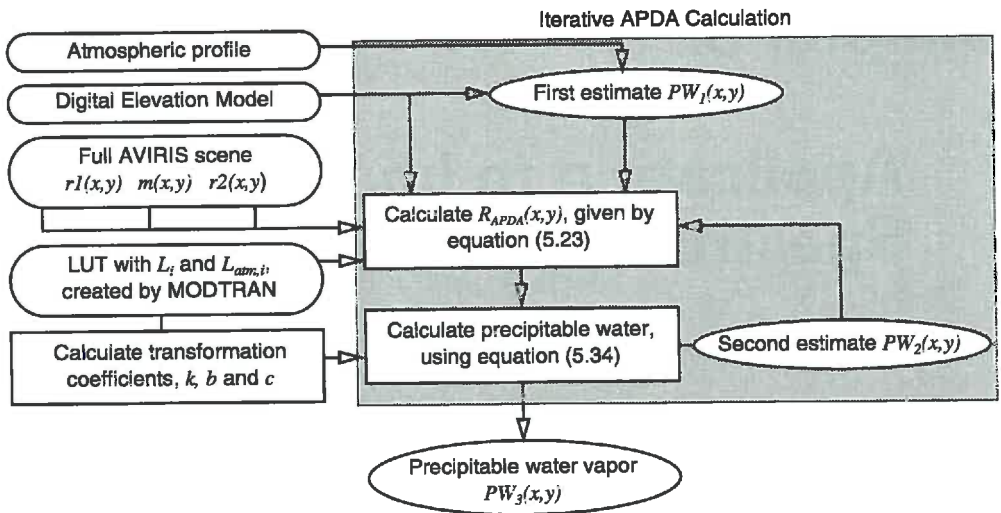 Iterative APDA Calculation
Atmospheric profile
Digital Elevation Model
First estimate PW1(x,y)
Full AVIRIS scene
r1(x,y) m(x,y) r2(x,y)
Calculate RAPDA(x,y), given by
equation (5.23)
LUT with Li and Latm,i,
created by MODTRAN
Calculate precipitable water,
using equation (5.34)
Second estimate PW2(x,y)
Calculate transformation
coefficients, k, b and c
Precipitable water vapor
PW3(x,y)